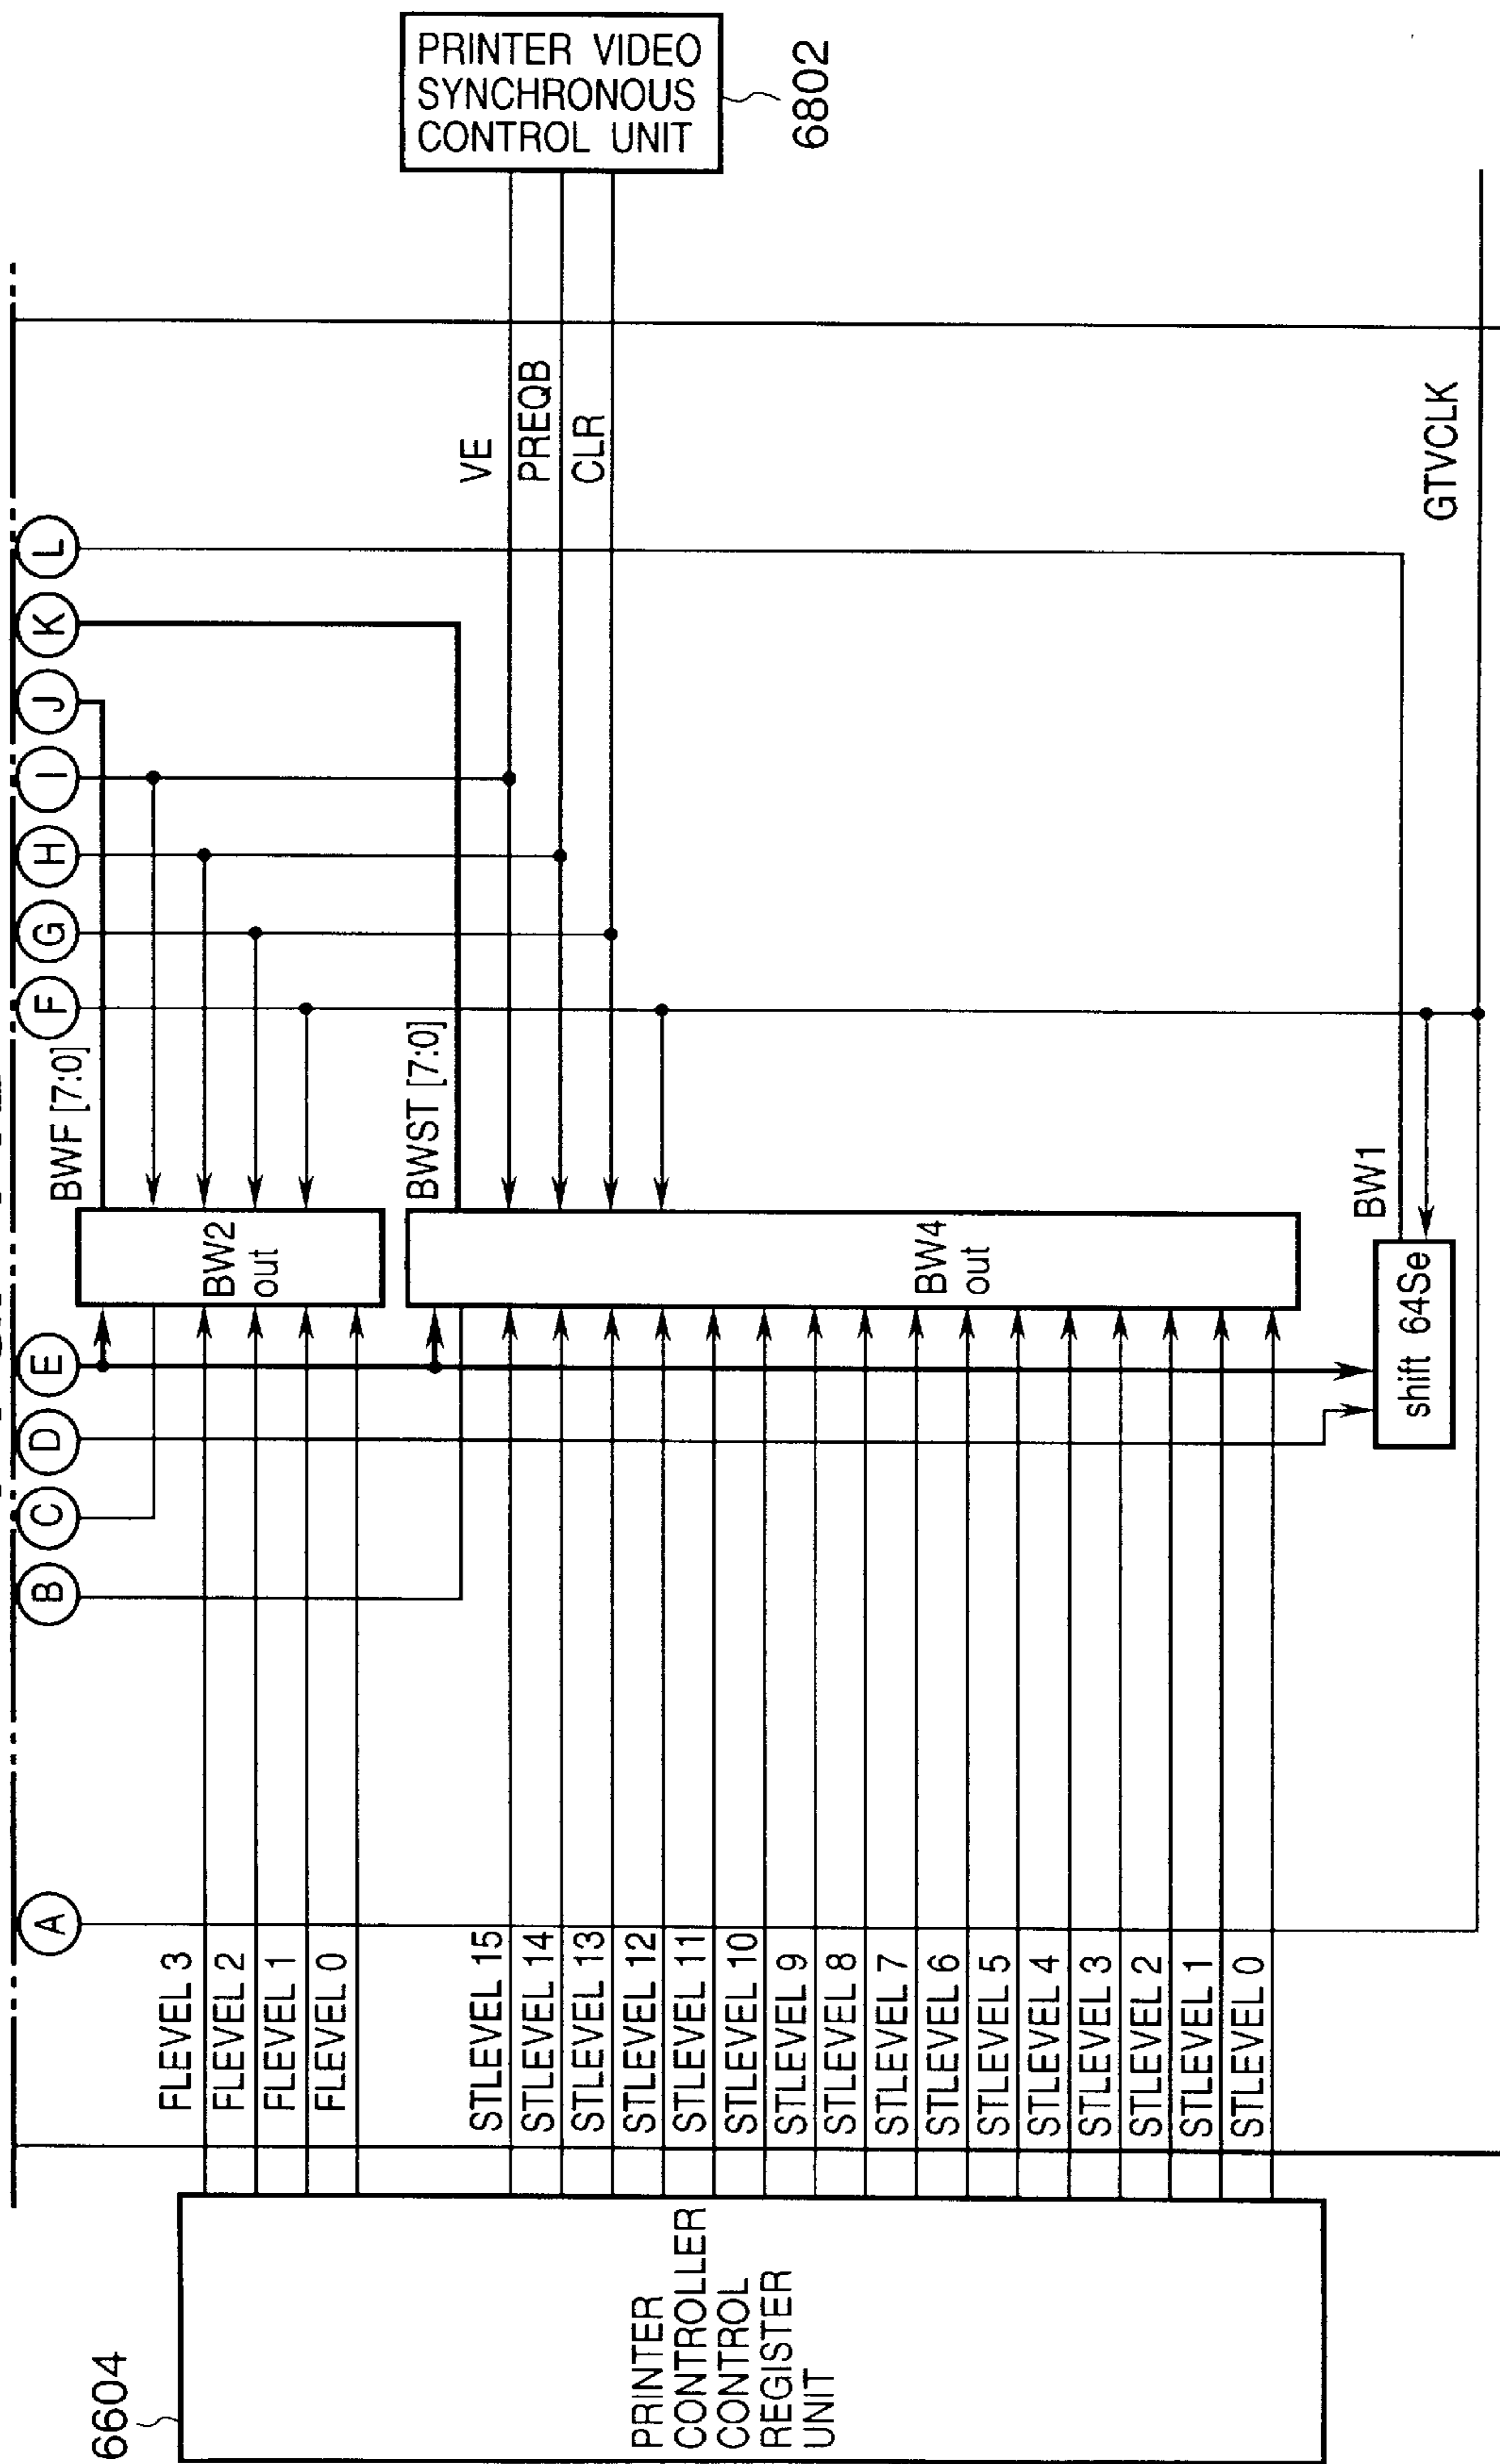 A
B
C
D
E
F
G
H
I
J
K
L
6604
PRINTER
CONTROLLER
CONTROL
REGISTER
UNIT
FLEVEL 3
FLEVEL 2
FLEVEL 1
FLEVEL 0
STLEVEL 15
STLEVEL 14
STLEVEL 13
STLEVEL 12
STLEVEL 11
STLEVEL 10
STLEVEL 9
STLEVEL 8
STLEVEL 7
STLEVEL 6
STLEVEL 5
STLEVEL 4
STLEVEL 3
STLEVEL 2
STLEVEL 1
STLEVEL 0
BW2
out
BWF [7:0]
BW4
out
BWST [7:0]
shift 64Se
BW1
VE
PREQB
CLR
GTVCLK
PRINTER VIDEO
SYNCHRONOUS
CONTROL UNIT
6802